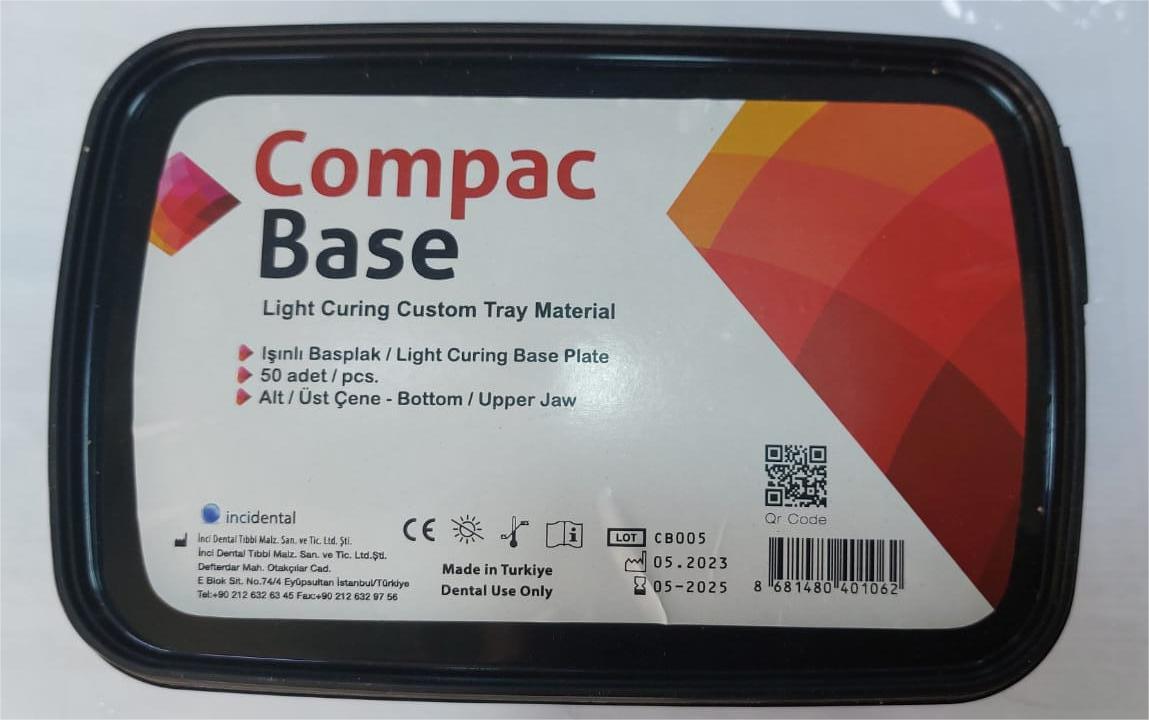 Compac
Base
Light Curing Custom Tray Material
Işınlı Basplak / Light Curing Base Plate
50 adet / pcs.
Alt / Üst Çene - Bottom / Upper Jaw
incidental
İnci Dental Tıbbi Malz. San. ve Tic. Ltd. Şti.
İnci Dental Tıbbi Malz. San. ve Tic. Ltd.Şti.
Defterdar Mah. Otakçılar Cad.
E Blok Sit. No.74/4 Eyüpsultan İstanbul/Türkiye
Tel:+90 212 632 63 45 Fax:+90 212 632 97 56
CE
Made in Turkiye
Dental Use Only
LOT CB005
05.2023
05-2025
Qr Code
8 681480 401062